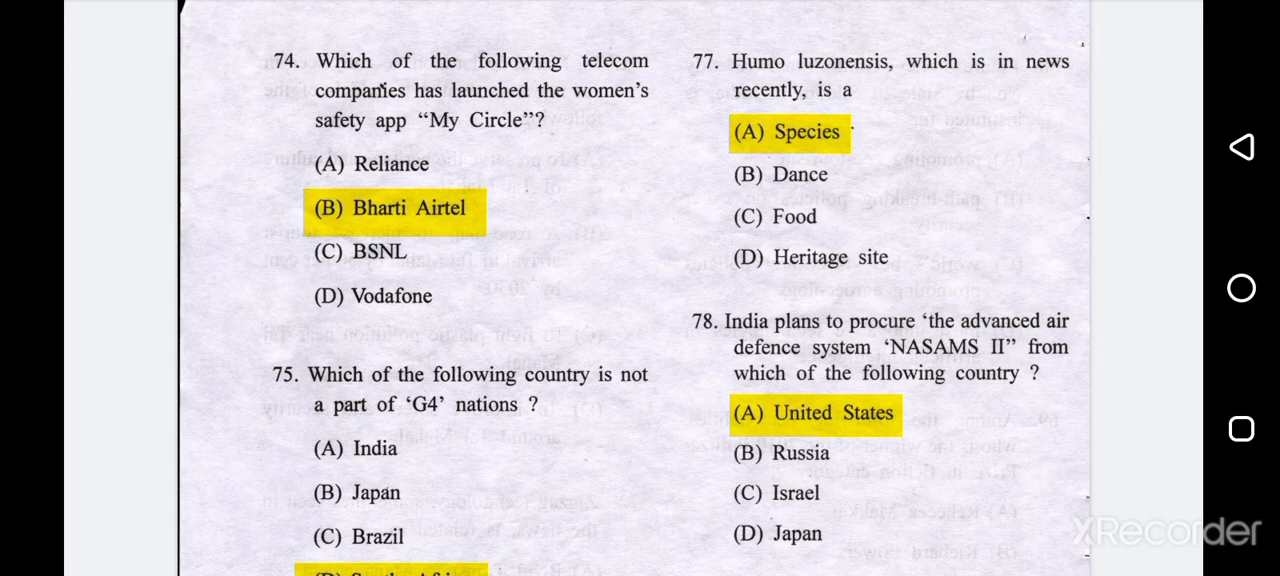 74. Which of the following telecom
companies has launched the women's
safety app “My Circle”?
(A) Reliance
(B) Bharti Airtel
(C) BSNL
(D) Vodafone
75. Which of the following country is not
a part of ‘G4’ nations ?
(A) India
(B) Japan
(C) Brazil
77. Humo luzonensis, which is in news
recently, is a
(A) Species
(B) Dance
(C) Food
(D) Heritage site
78. India plans to procure ‘the advanced air
defence system ‘NASAMS II” from
which of the following country ?
(A) United States
(B) Russia
(C) Israel
(D) Japan
XRecorder